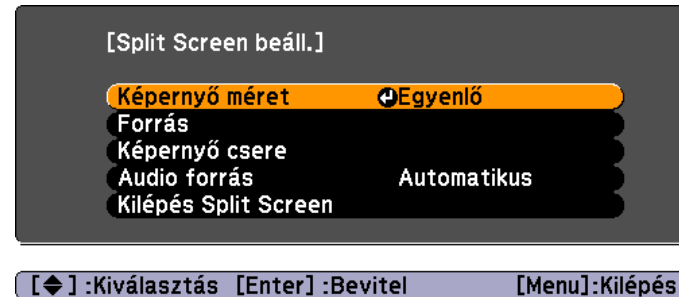 [Split Screen beáll.]
Képernyő méret Egyenlő
Forrás
Képernyő csere
Audio forrás Automatikus
Kilépés Split Screen
[◆] :Kiválasztás [Enter] :Bevitel [Menu]:Kilépés